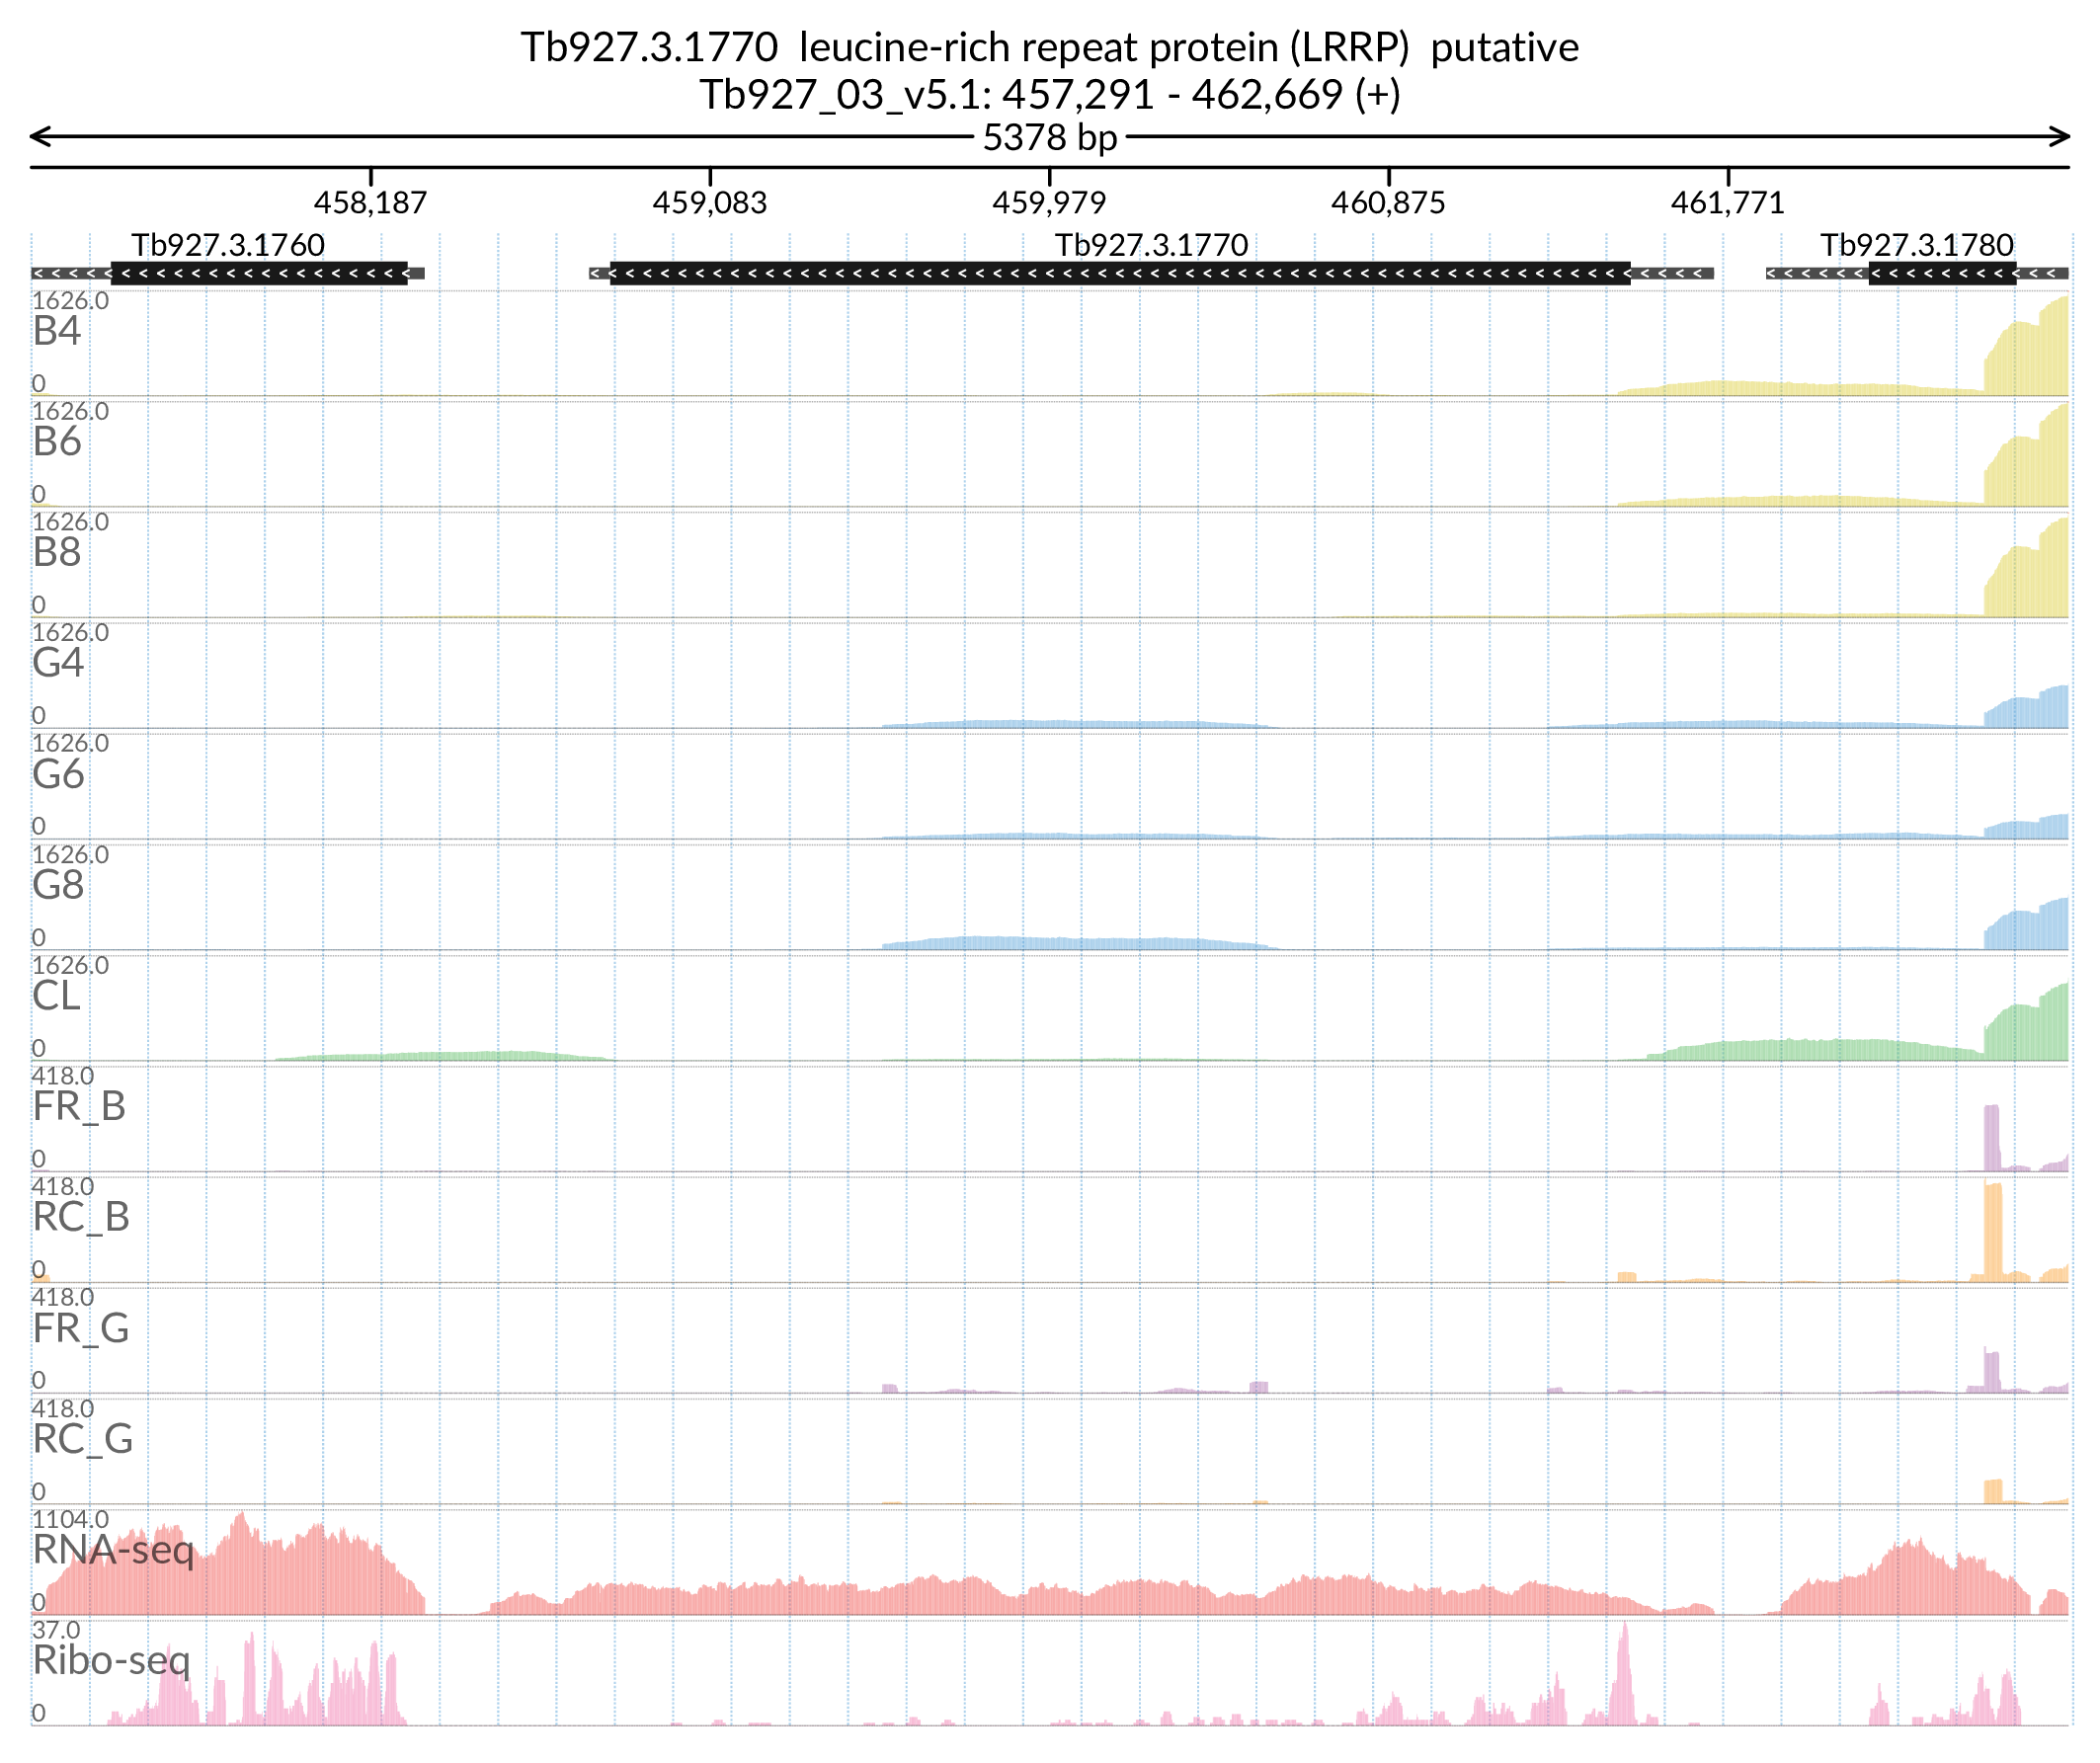 Tb927.3.1770 leucine-rich repeat protein (LRRP) putative
Tb927_03_v5.1: 457,291 - 462,669 (+)
5378 bp
458,187 459,083 459,979 460,875 461,771
Tb927.3.1760 Tb927.3.1770 Tb927.3.1780
1626.0
B4
0
1626.0
B6
0
1626.0
B8
0
1626.0
G4
0
1626.0
G6
0
1626.0
G8
0
1626.0
CL
0
418.0
FR_B
0
418.0
RC_B
0
418.0
FR_G
0
418.0
RC_G
0
1104.0
RNA-seq
0
37.0
Ribo-seq
0